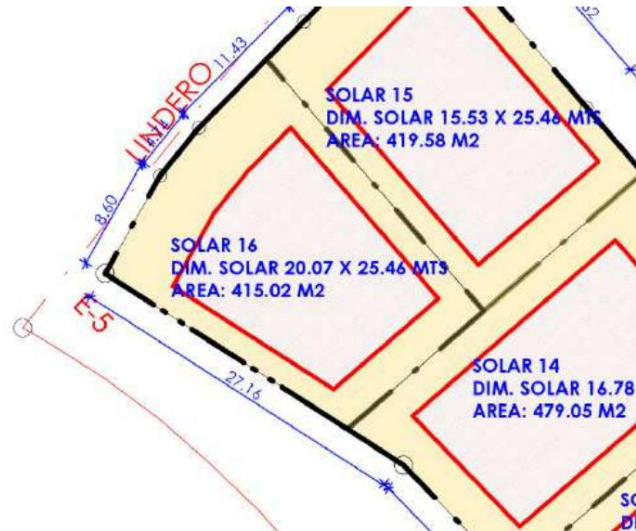 11.43
LINDERO
8.60
SOLAR 15
DIM. SOLAR 15.53 X 25.46 MTS
AREA: 419.58 M2
SOLAR 16
DIM. SOLAR 20.07 X 25.46 MTS
AREA: 415.02 M2
E-5
27.16
SOLAR 14
DIM. SOLAR 16.78
AREA: 479.05 M2